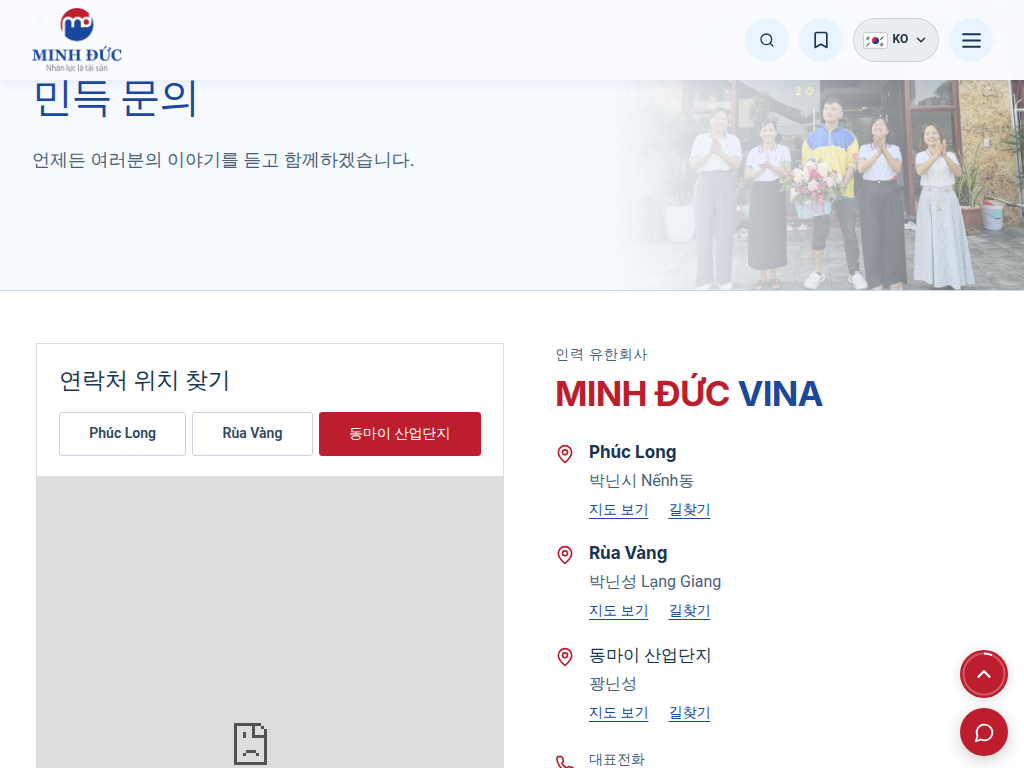 MINH ĐỨC
Nhân lực là tài sản
KO
민득 문의
언제든 여러분의 이야기를 듣고 함께하겠습니다.
연락처 위치 찾기
Phúc Long
Rùa Vàng
동마이 산업단지
인력 유한회사
MINH ĐỨC VINA
Phúc Long
박닌시 Nếnh동
지도 보기 길찾기
Rùa Vàng
박닌성 Lạng Giang
지도 보기 길찾기
동마이 산업단지
꽝닌성
지도 보기 길찾기
대표전화